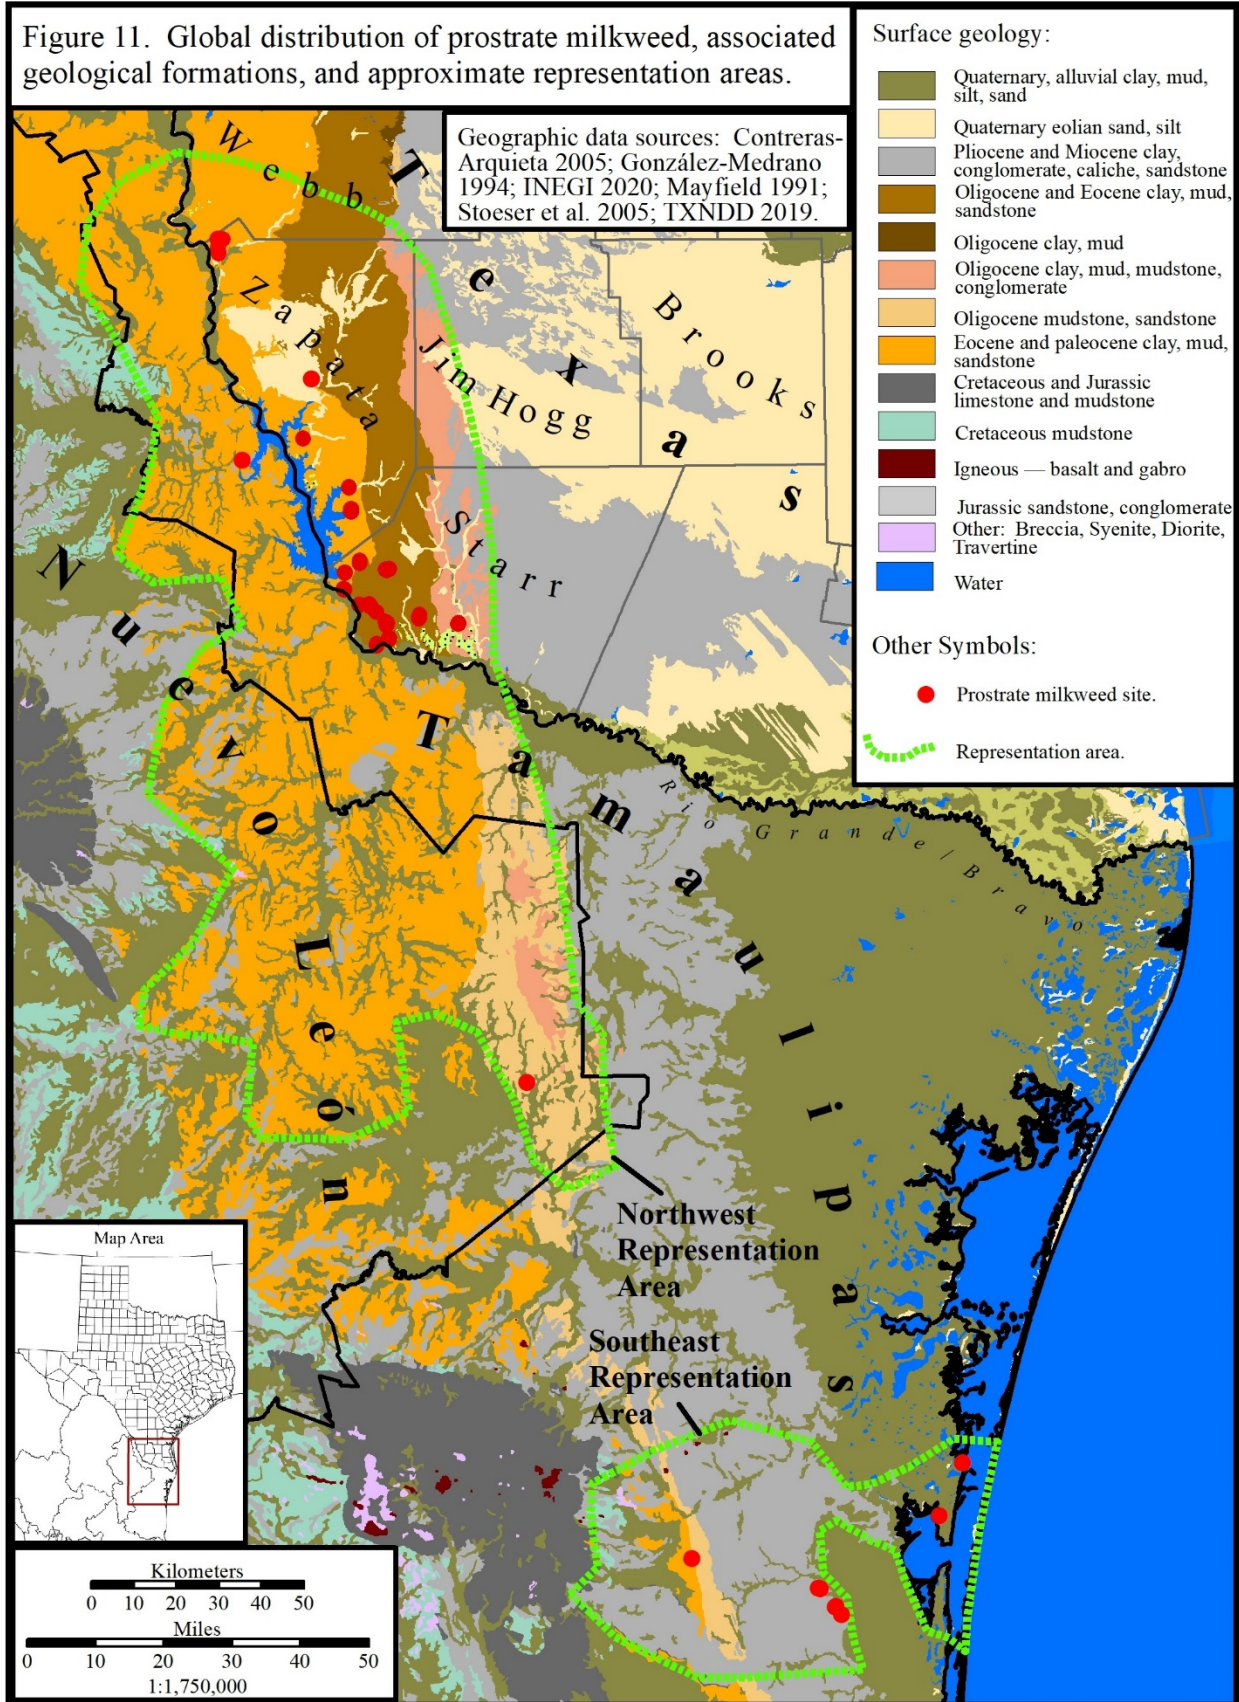 Figure 11.  Global distribution of prostrate milkweed, associated
geological formations, and approximate representation areas.
Geographic data sources:  Contreras-
Arquieta 2005; González-Medrano
1994; INEGI 2020; Mayfield 1991;
Stoeser et al. 2005; TXNDD 2019.
Surface geology:
Quaternary, alluvial clay, mud,
silt, sand
Quaternary eolian sand, silt
Pliocene and Miocene clay,
conglomerate, caliche, sandstone
Oligocene and Eocene clay, mud,
sandstone
Oligocene clay, mud
Oligocene clay, mud, mudstone,
conglomerate
Oligocene mudstone, sandstone
Eocene and paleocene clay, mud,
sandstone
Cretaceous and Jurassic
limestone and mudstone
Cretaceous mudstone
Igneous — basalt and gabro
Jurassic sandstone, conglomerate
Other:  Breccia, Syenite, Diorite,
Travertine
Water
Other Symbols:
Prostrate milkweed site.
Representation area.
Webb
Texas
Zapata
Jim Hogg
Brooks
Starr
Nuevo León
Tamaulipas
Rio Grande/Bravo
Northwest
Representation
Area
Southeast
Representation
Area
Map Area
Kilometers
0 10 20 30 40 50
Miles
0 10 20 30 40 50
1:1,750,000